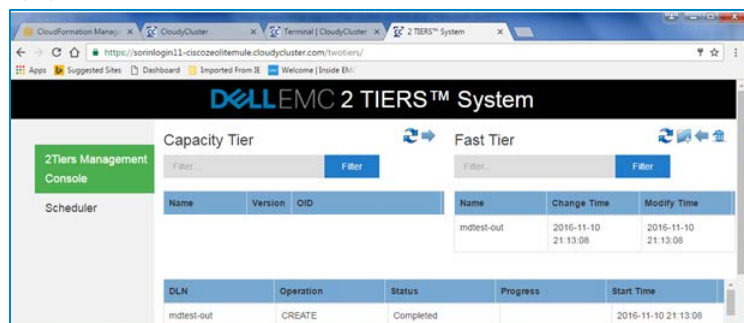 CloudFormation Manage
CloudyCluster
Terminal | CloudyCluster
2 TIERS™ System
https://sorinlogin11-ciscozeolitemule.cloudycluster.com/twotiers/
Apps
Suggested Sites
Dashboard
Imported From IE
Welcome | Inside EMC
DELLEMC 2 TIERS™ System
2Tiers Management
Console
Scheduler
Capacity Tier
Filter...
Filter
Name Version OID
Fast Tier
Filter...
Filter
Name Change Time Modify Time
mdtest-out 2016-11-10 2016-11-10
21:13:08 21:13:08
DLN Operation Status Progress Start Time
mdtest-out CREATE Completed 2016-11-10 21:13:08